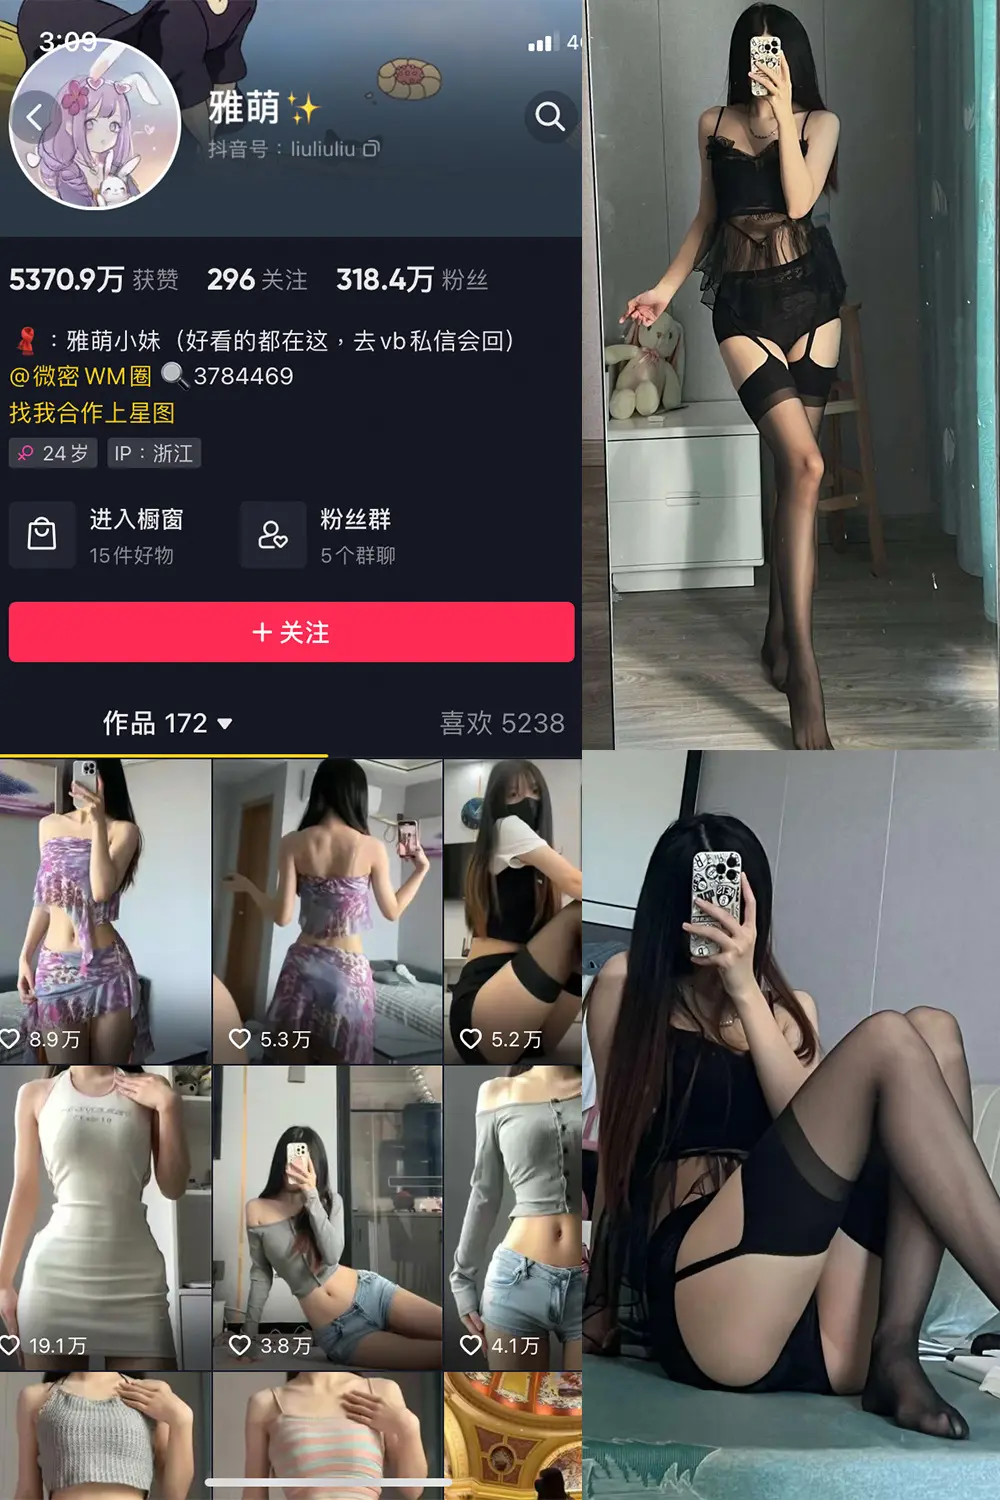 3:09
4G
雅萌✨
抖音号：liuliuliu
5370.9万 获赞 296 关注 318.4万 粉丝
：雅萌小妹（好看的都在这，去vb私信会回）
@微密WM圈 🔍3784469
找我合作上星图
♀ 24岁 IP：浙江
进入橱窗
15件好物
粉丝群
5个群聊
+ 关注
作品 172
喜欢 5238
8.9万
5.3万
5.2万
19.1万
3.8万
4.1万